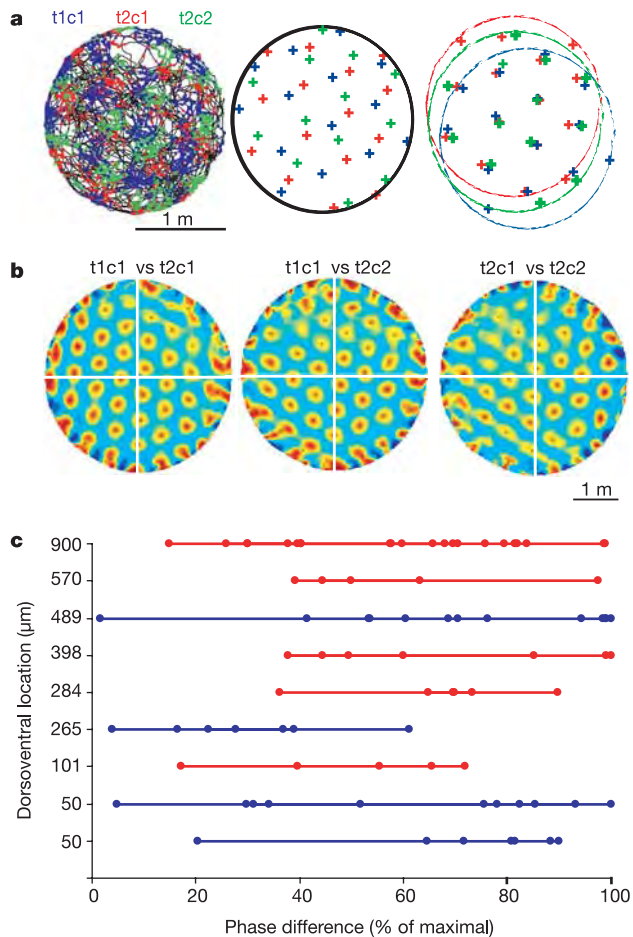 a t1c1 t2c1 t2c2
1 m
b t1c1 vs t2c1 t1c1 vs t2c2 t2c1 vs t2c2
1 m
c
900
570
489
398
284
265
101
50
50
Dorsoventral location (µm)
0 20 40 60 80 100
Phase difference (% of maximal)